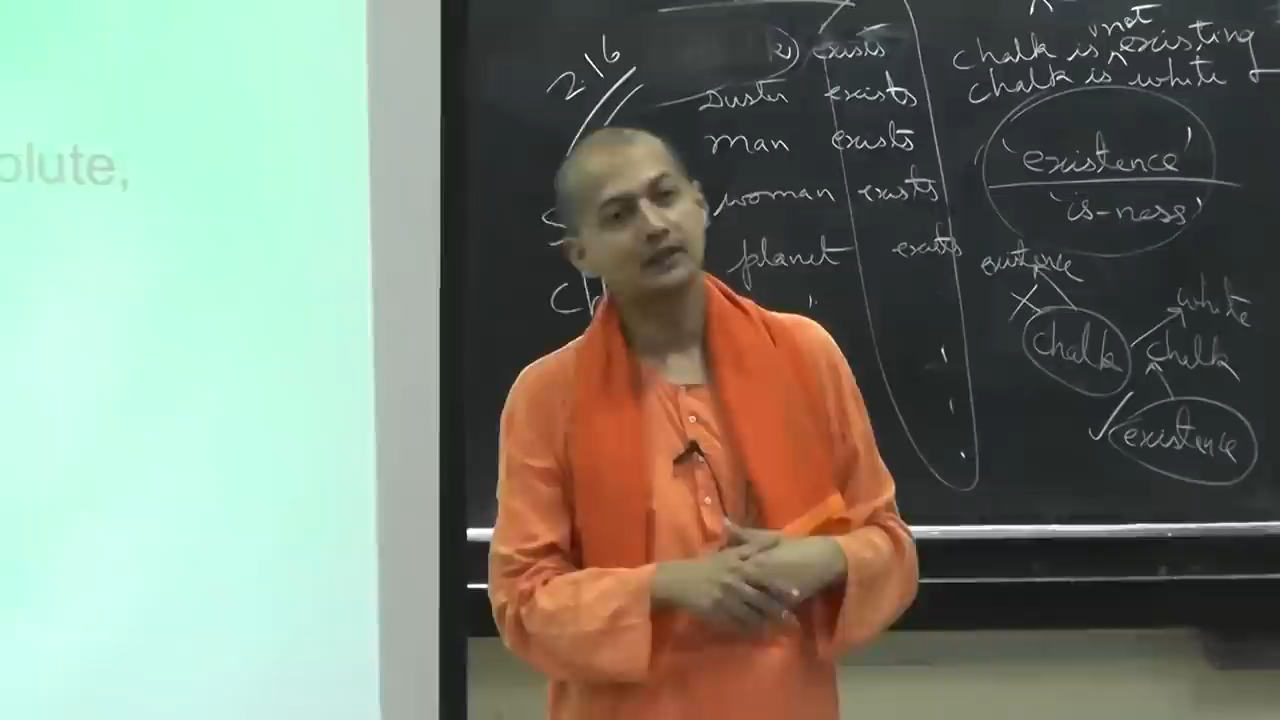 olute,
2.16
2) exists
duster exists
man exists
woman exists
planet exists
chalk is not existing
chalk is white
'existence'
'is-ness'
existence
chalk
white
chalk
existence